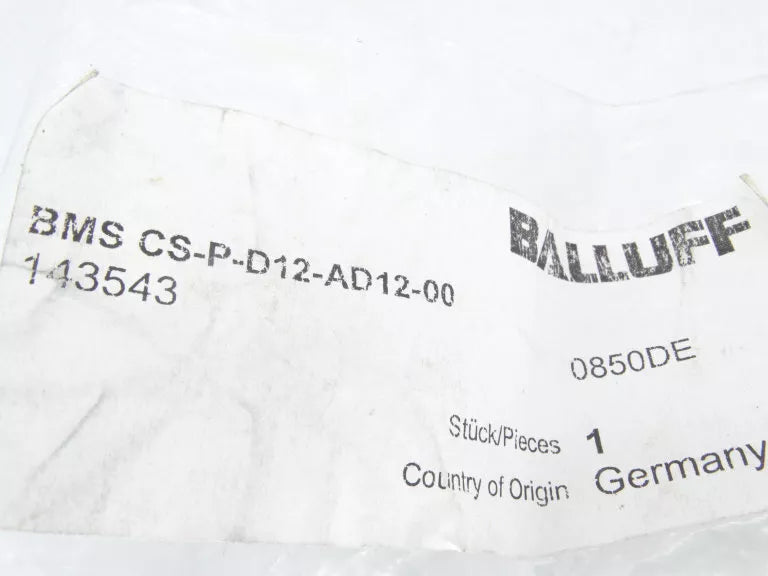 BMS CS-P-D12-AD12-00
143543
BALLUFF
0850DE
Stück/Pieces 1
Country of Origin Germany